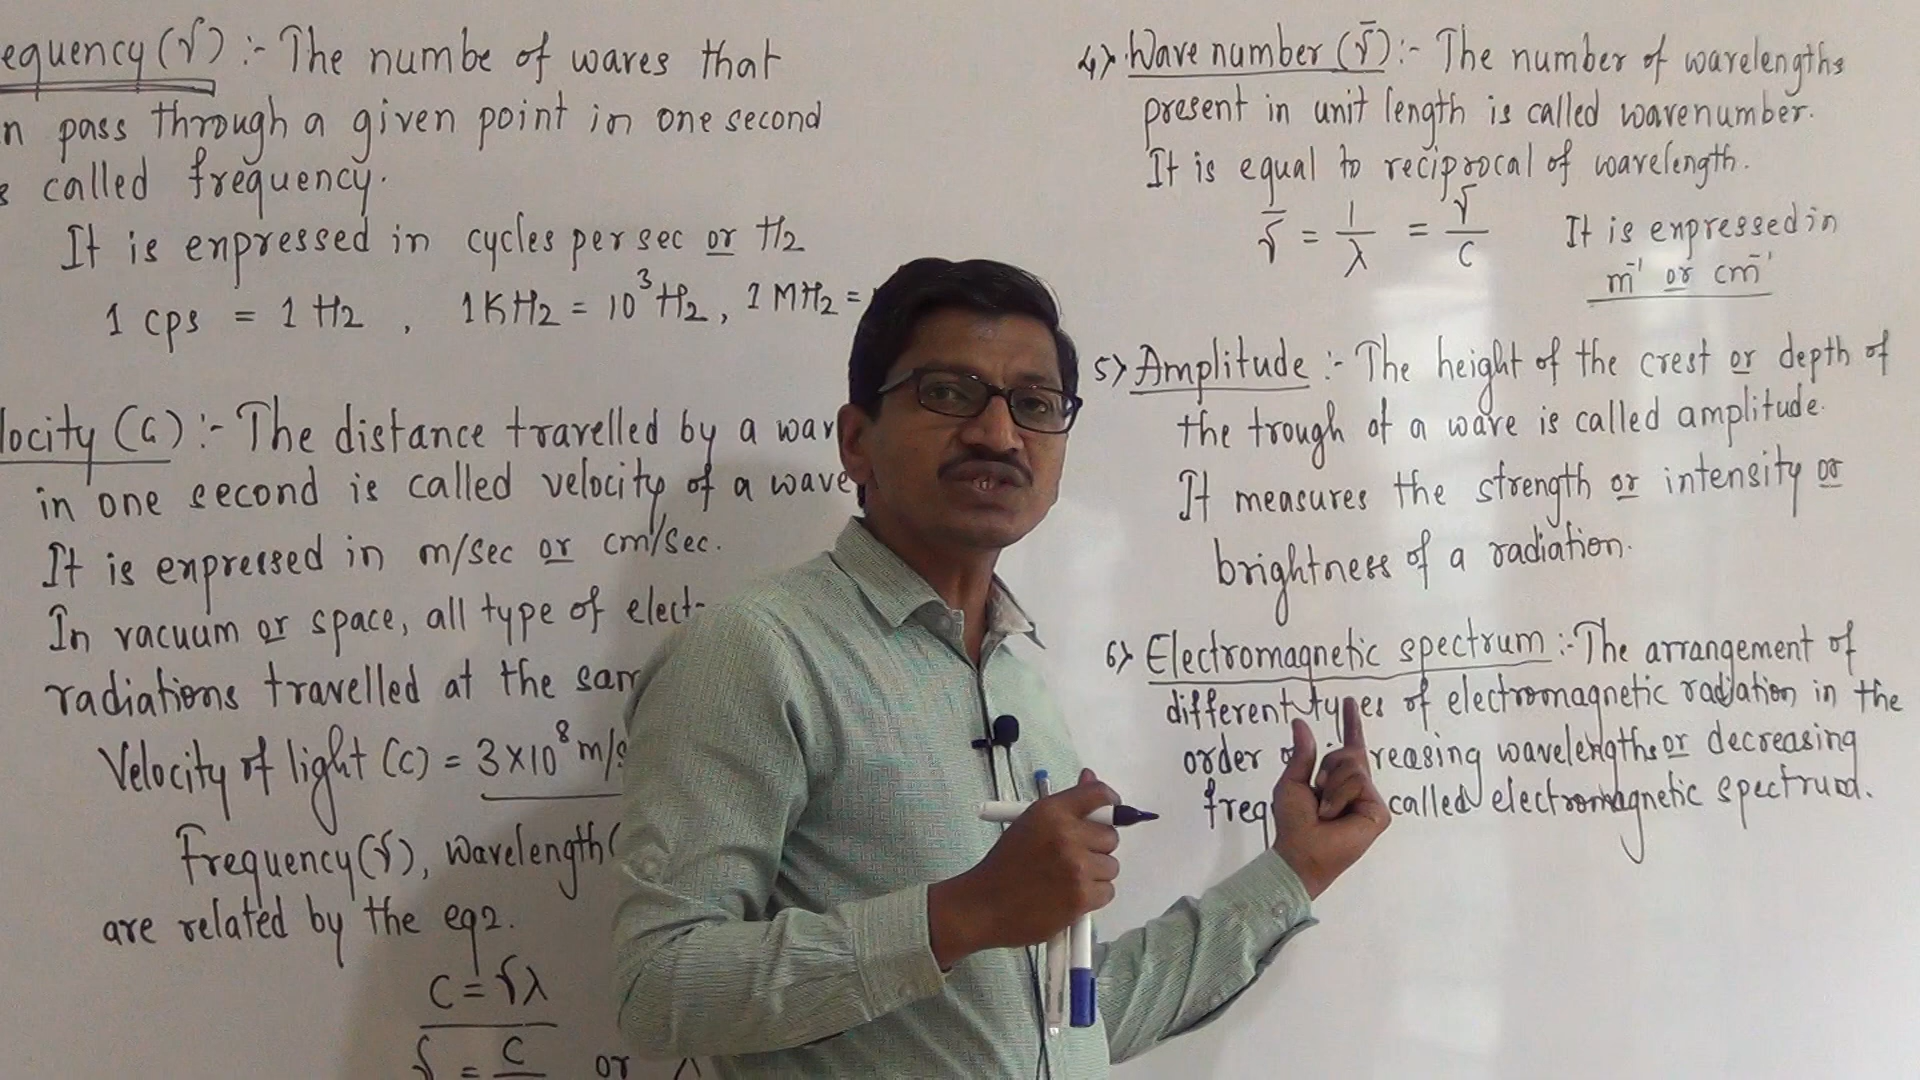 equency (√) :- The numbe of waves that
n pass through a given point in one second
s called frequency.
It is expressed in cycles per sec or Hz
1 cps = 1 Hz , 1 KHz = 10³ Hz, 1 MHz =
locity (C) :- The distance travelled by a wav
in one second is called velocity of a wave
It is expressed in m/sec or cm/sec.
In vacuum or space, all type of elect-
radiations travelled at the sam
Velocity of light (C) = 3×10⁸ m/s
Frequency (√), wavelength (
are related by the eq2.
C = √λ
√ = C or λ
4) Wave number (√̄) :- The number of wavelengths
present in unit length is called wavenumber.
It is equal to reciprocal of wavelength.
√̄ = 1/λ = √/C It is expressed in
m⁻¹ or cm⁻¹
5) Amplitude :- The height of the crest or depth of
the trough of a wave is called amplitude.
It measures the strength or intensity or
brightness of a radiation.
6) Electromagnetic spectrum :- The arrangement of
different types of electromagnetic radiation in the
order reasing wavelengths or decreasing
freq called electromagnetic spectrum.